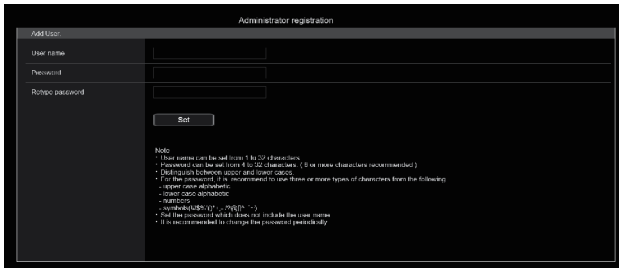 Administrator registration
Add User.
User name
Password
Retype password
Set
Note
・User name can be set from 1 to 32 characters
・Password can be set from 4 to 32 characters. ( 8 or more characters recommended )
・Distinguish between upper and lower cases.
・For the password, it is recommend to use three or more types of characters from the following
- upper case alphabetic
- lower case alphabetic
- numbers
- symbols
・Set the password which does not include the user name
・It is recommended to change the password periodically